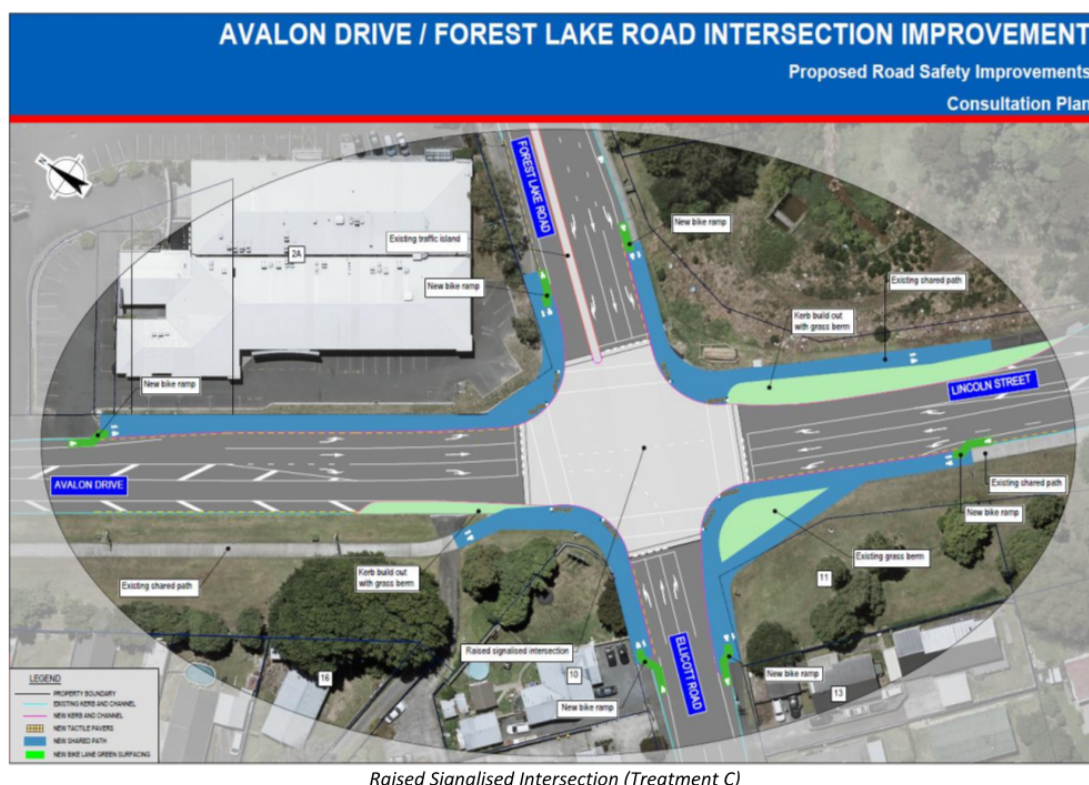 AVALON DRIVE / FOREST LAKE ROAD INTERSECTION IMPROVEMENT
Proposed Road Safety Improvements
Consultation Plan
N
FOREST LAKE ROAD
New bike ramp
Existing traffic island
2A
New bike ramp
Existing shared path
Kerb build out
with grass berm
New bike ramp
LINCOLN STREET
AVALON DRIVE
Existing shared path
New bike ramp
Existing grass berm
Existing shared path
Kerb build out
with grass berm
11
Raised signalised intersection
16
10
New bike ramp
13
New bike ramp
ELLICOTT ROAD
LEGEND
PROPERTY BOUNDARY
EXISTING KERB AND CHANNEL
NEW KERB AND CHANNEL
NEW TACTILE PAVERS
NEW SHARED PATH
NEW BIKE LANE GREEN SURFACING
Raised Signalised Intersection (Treatment C)